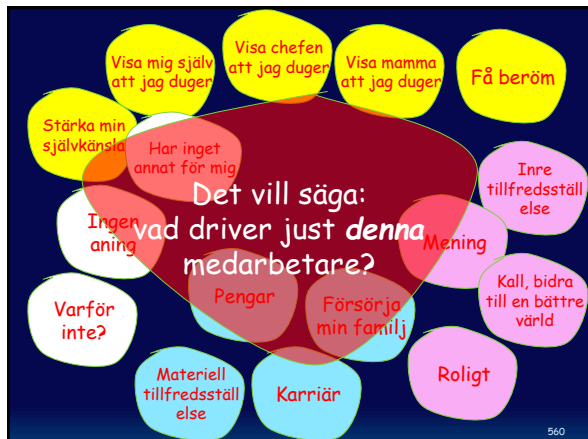 Visa mig själv
att jag duger
Visa chefen
att jag duger
Visa mamma
att jag duger
Få beröm
Stärka min
självkänsla
Har inget
annat för mig
Inre
tillfredsställ
else
Det vill säga:
vad driver just denna
medarbetare?
Ingen
aning
Mening
Kall, bidra
till en bättre
värld
Varför
inte?
Pengar
Försörja
min familj
Materiell
tillfredsställ
else
Karriär
Roligt
560